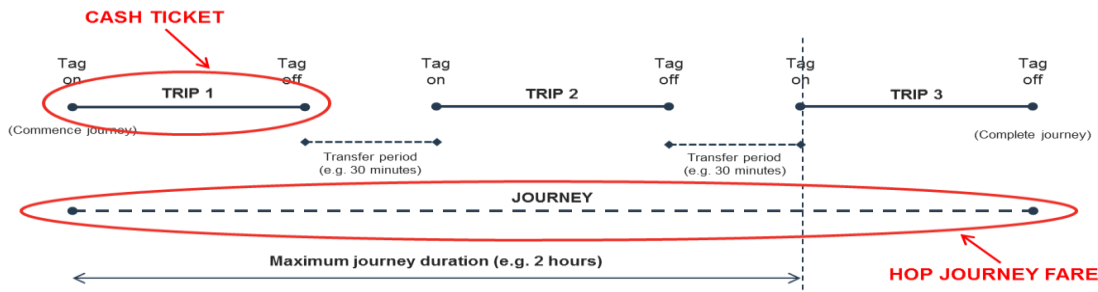 CASH TICKET
Tag on
Tag off
Tag on
Tag off
Tag on
Tag off
TRIP 1
TRIP 2
TRIP 3
(Commence journey)
(Complete journey)
Transfer period
(e.g. 30 minutes)
Transfer period
(e.g. 30 minutes)
JOURNEY
Maximum journey duration (e.g. 2 hours)
HOP JOURNEY FARE